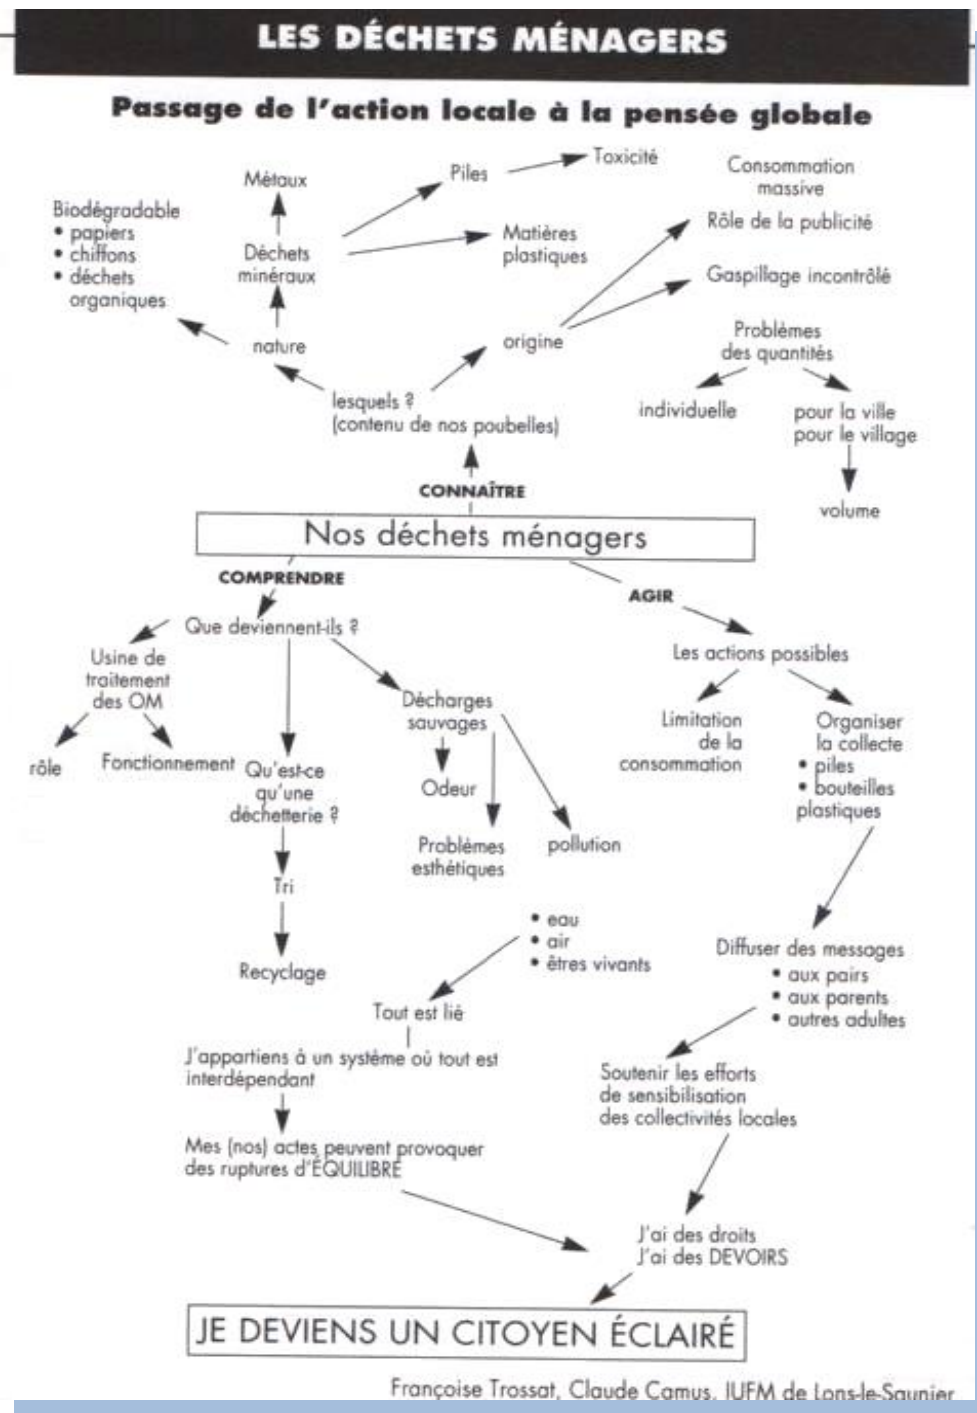 LES DÉCHETS MÉNAGERS
Passage de l'action locale à la pensée globale
Biodégradable
• papiers
• chiffons
• déchets
organiques
Métaux
Déchets
minéraux
nature
Piles
Toxicité
Matières
plastiques
origine
Consommation
massive
Rôle de la publicité
Gaspillage incontrôlé
Problèmes
des quantités
individuelle
pour la ville
pour le village
volume
lesquels ?
(contenu de nos poubelles)
CONNAÎTRE
Nos déchets ménagers
COMPRENDRE
Que deviennent-ils ?
Usine de
traitement
des OM
rôle
Fonctionnement
Qu'est-ce
qu'une
déchetterie ?
Tri
Recyclage
Décharges
sauvages
Odeur
Problèmes
esthétiques
pollution
• eau
• air
• êtres vivants
Tout est lié
J'appartiens à un système où tout est
interdépendant
Mes (nos) actes peuvent provoquer
des ruptures d'ÉQUILIBRE
AGIR
Les actions possibles
Limitation
de la
consommation
Organiser
la collecte
• piles
• bouteilles
plastiques
Diffuser des messages
• aux pairs
• aux parents
• autres adultes
Soutenir les efforts
de sensibilisation
des collectivités locales
J'ai des droits
J'ai des DEVOIRS
JE DEVIENS UN CITOYEN ÉCLAIRÉ
Françoise Trossat, Claude Camus, IUFM de Lons-le-Saunier